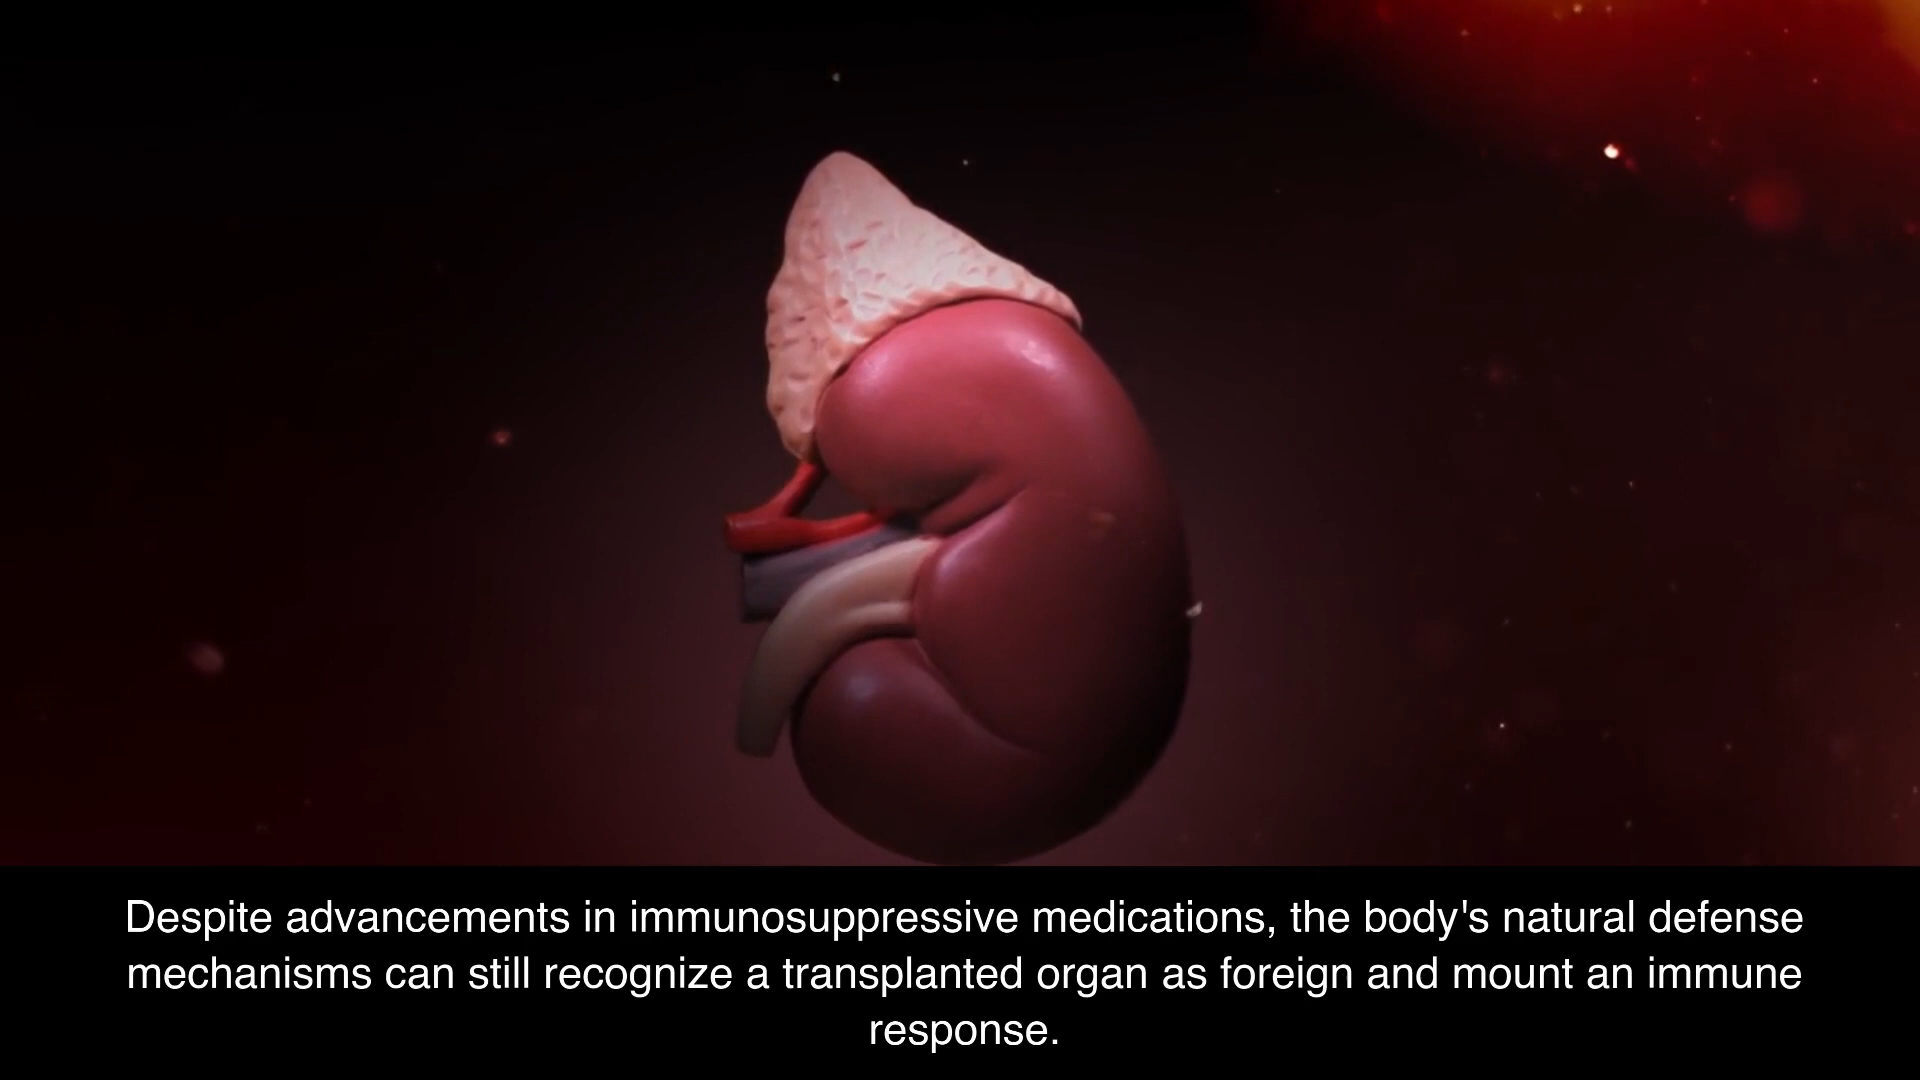 Despite advancements in immunosuppressive medications, the body's natural defense
mechanisms can still recognize a transplanted organ as foreign and mount an immune
response.